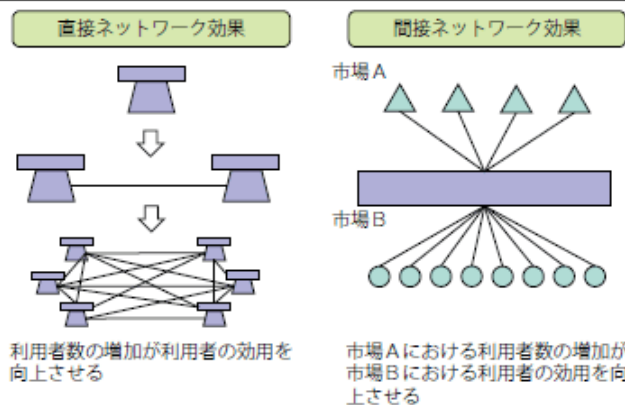 直接ネットワーク効果
利用者数の増加が利用者の効用を
向上させる
間接ネットワーク効果
市場A
市場B
市場Aにおける利用者数の増加が
市場Bにおける利用者の効用を向
上させる